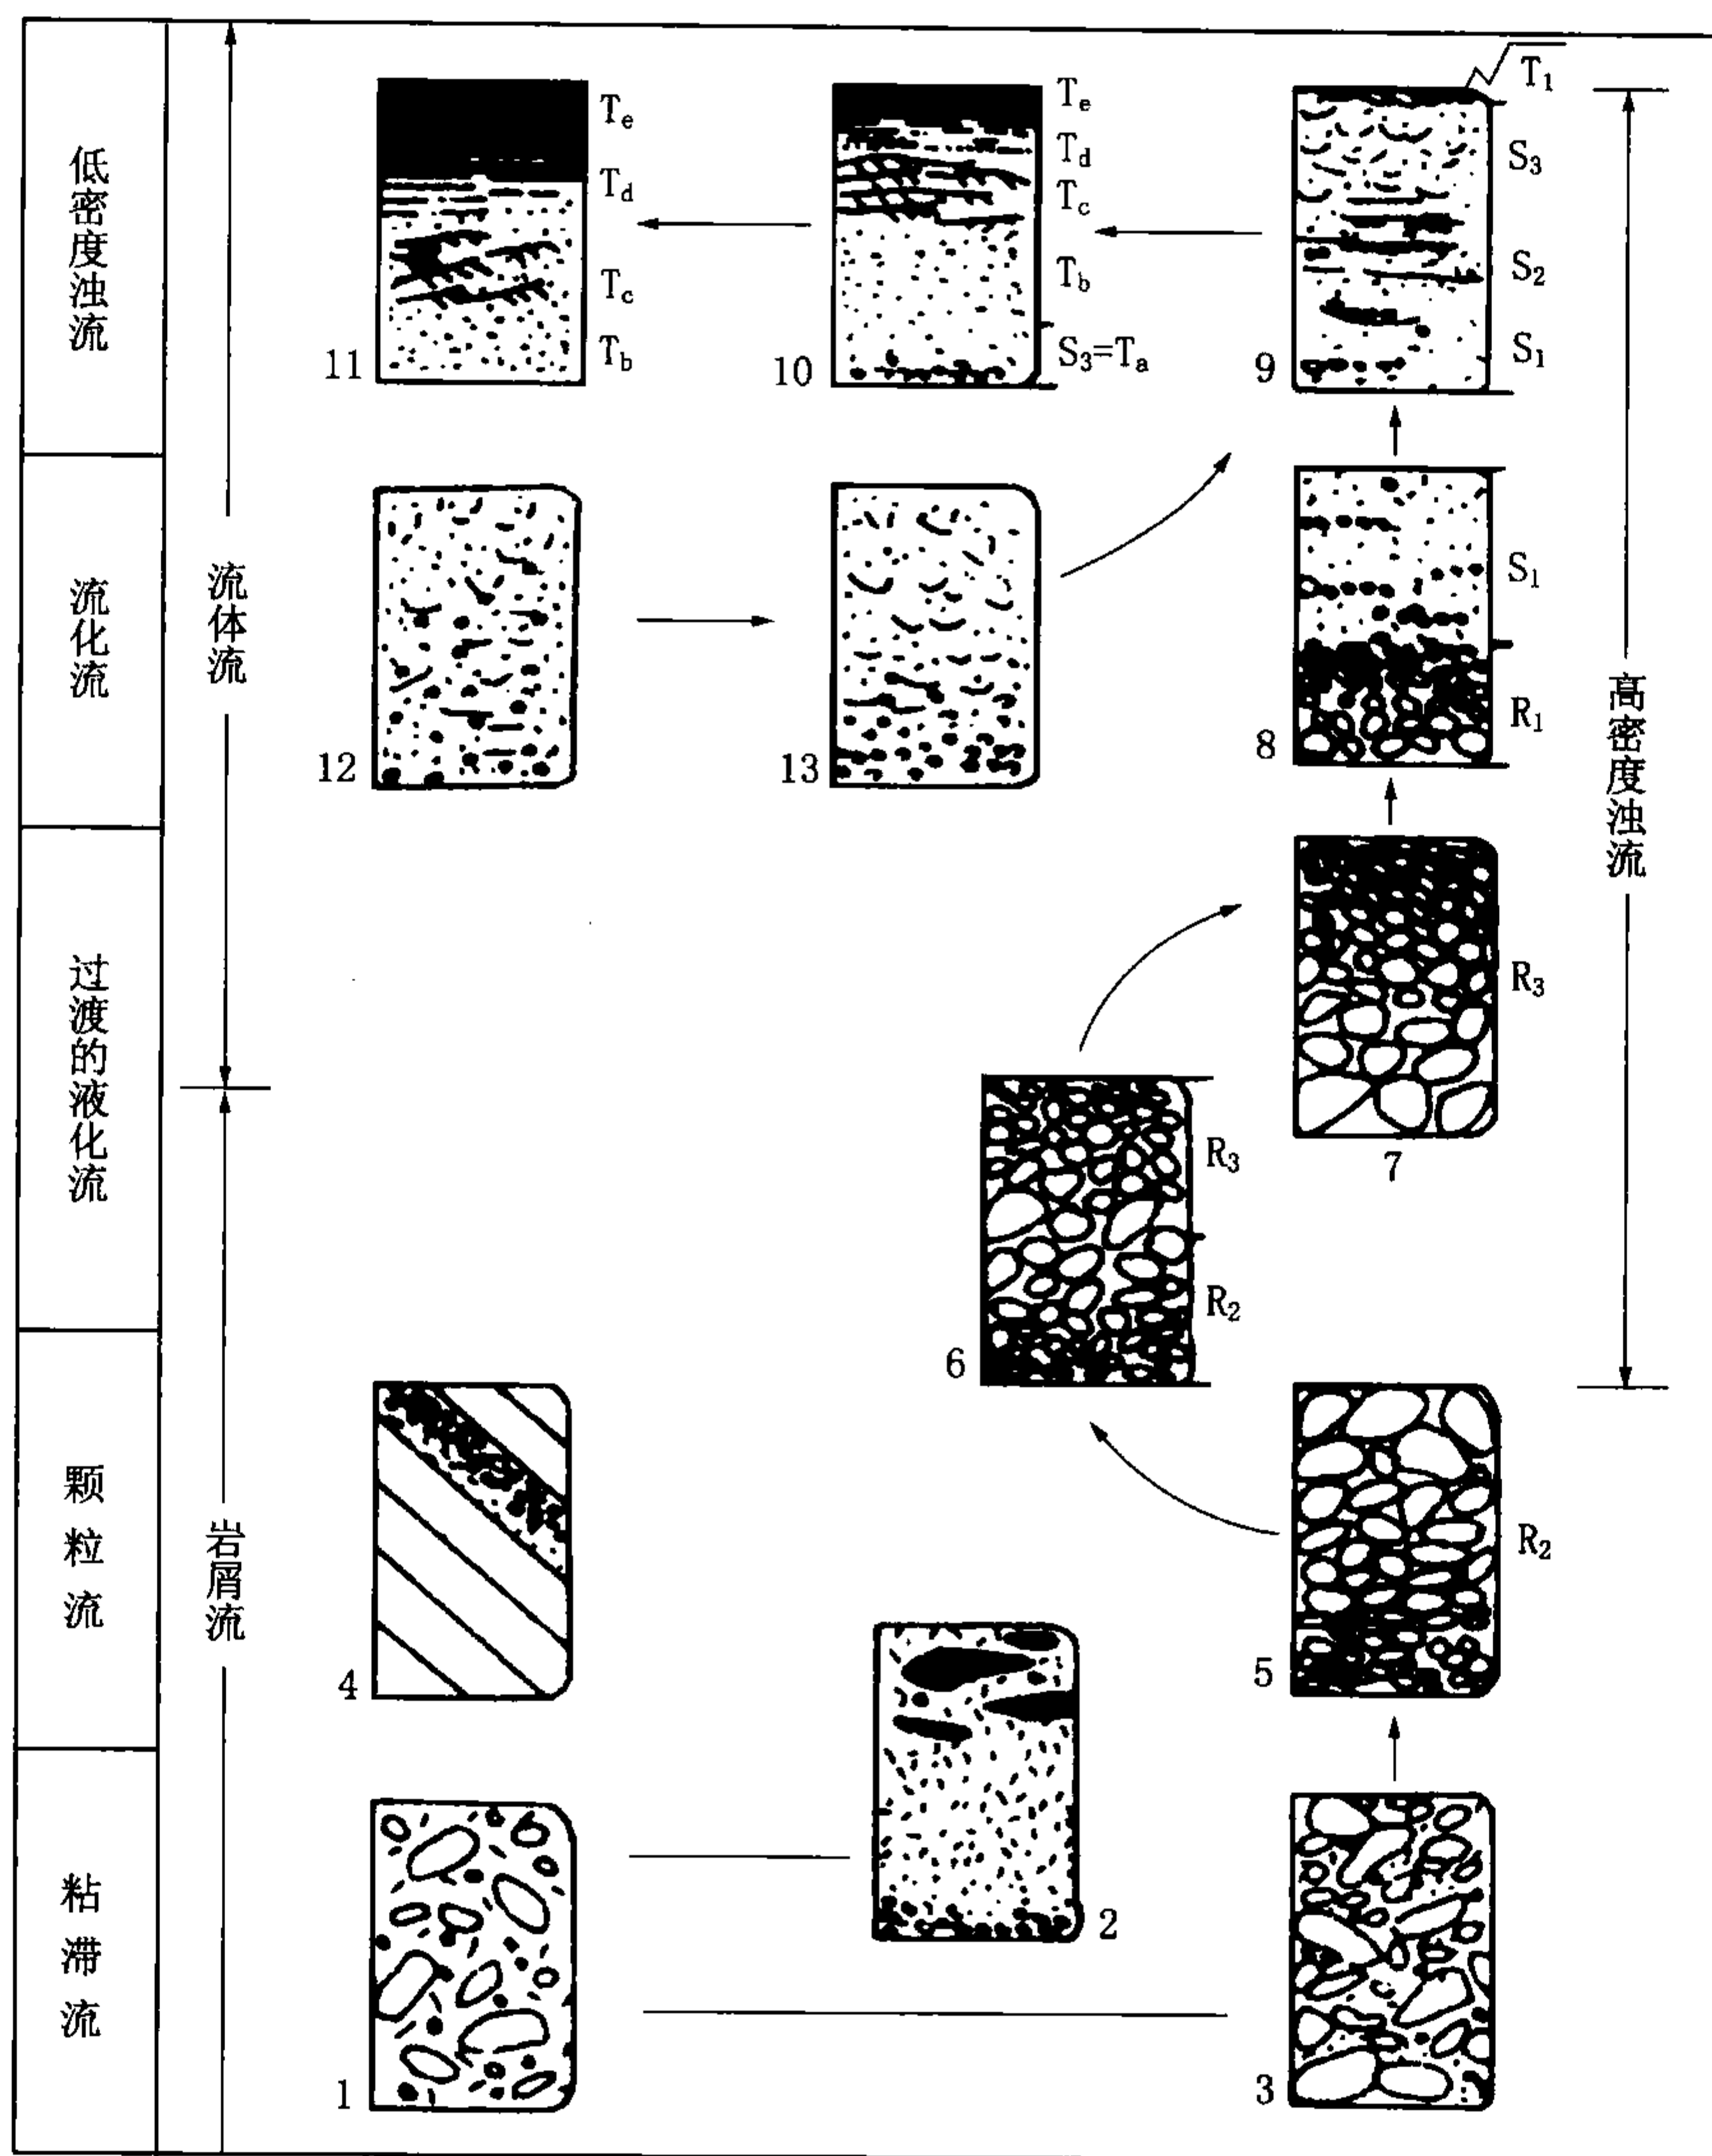 低密度浊流
流化流
过渡的液化流
颗粒流
粘滞流
流体流
岩屑流
高密度浊流
Te
Td
Tc
Tb
11
Te
Td
Tc
Tb
S3=Ta
10
T1
S3
S2
S1
9
12
13
S1
R1
8
R3
7
R3
R2
6
4
R2
5
1
2
3